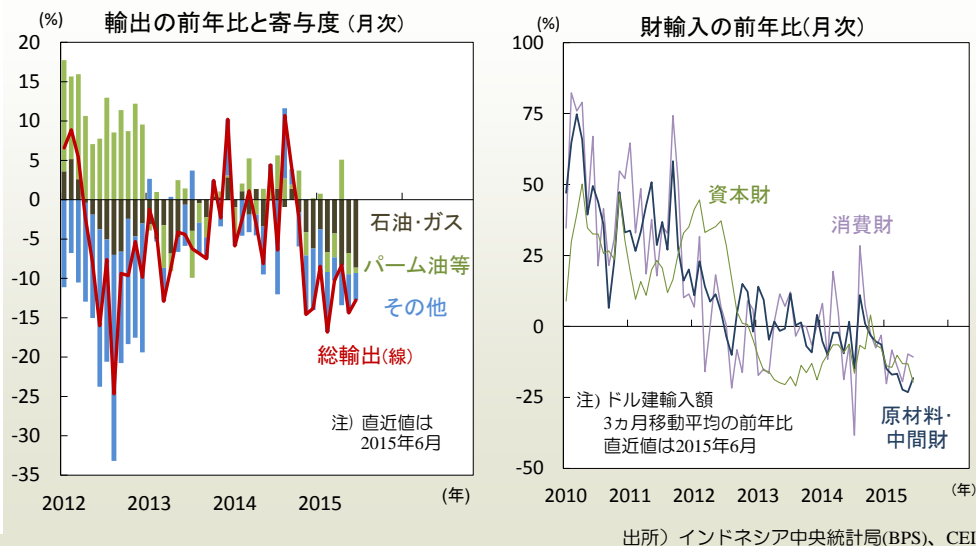 輸出の前年比と寄与度（月次）
(%)
20
15
10
5
0
-5
-10
-15
-20
-25
-30
-35
石油・ガス
パーム油等
その他
総輸出(線)
注）直近値は
2015年6月
2012
2013
2014
2015
(年)
財輸入の前年比(月次)
(%)
100
75
50
25
0
-25
-50
資本財
消費財
原材料・
中間財
注）ドル建輸入額
3ヵ月移動平均の前年比
直近値は2015年6月
2010
2011
2012
2013
2014
2015
(年)
出所）インドネシア中央統計局(BPS)、CEI